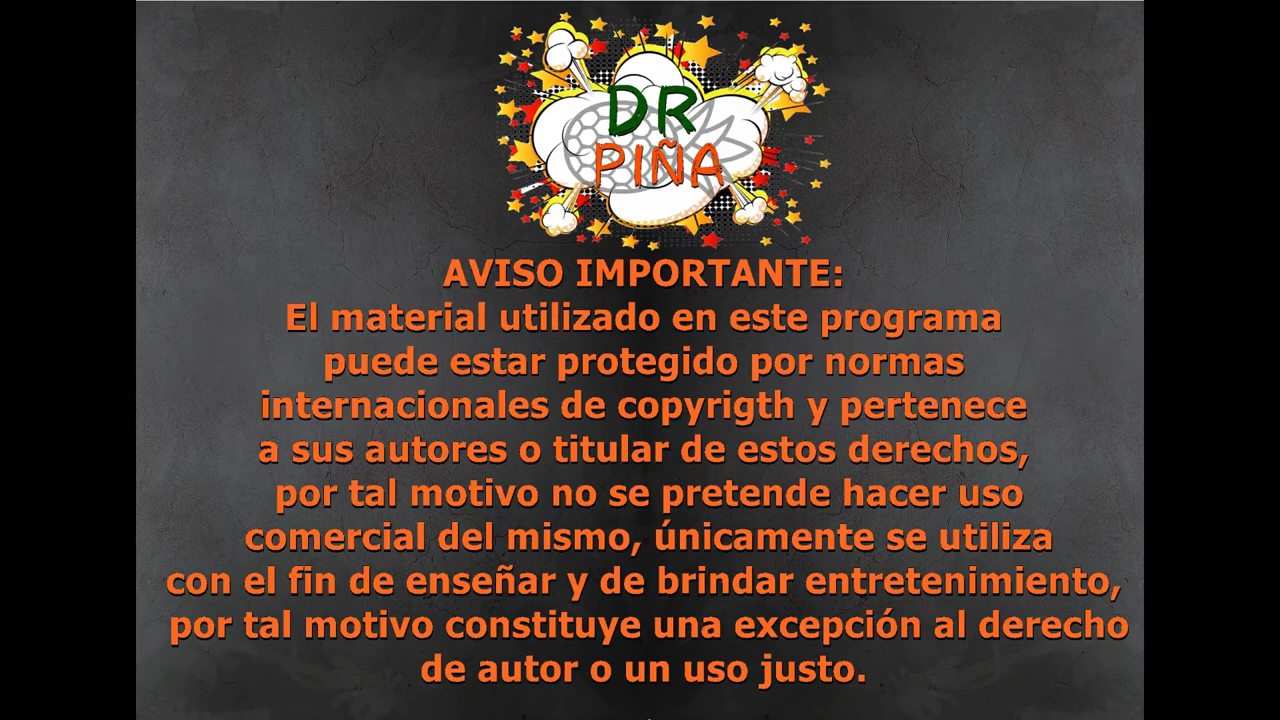 DR
PIÑA
AVISO IMPORTANTE:
El material utilizado en este programa
puede estar protegido por normas
internacionales de copyrigth y pertenece
a sus autores o titular de estos derechos,
por tal motivo no se pretende hacer uso
comercial del mismo, únicamente se utiliza
con el fin de enseñar y de brindar entretenimiento,
por tal motivo constituye una excepción al derecho
de autor o un uso justo.